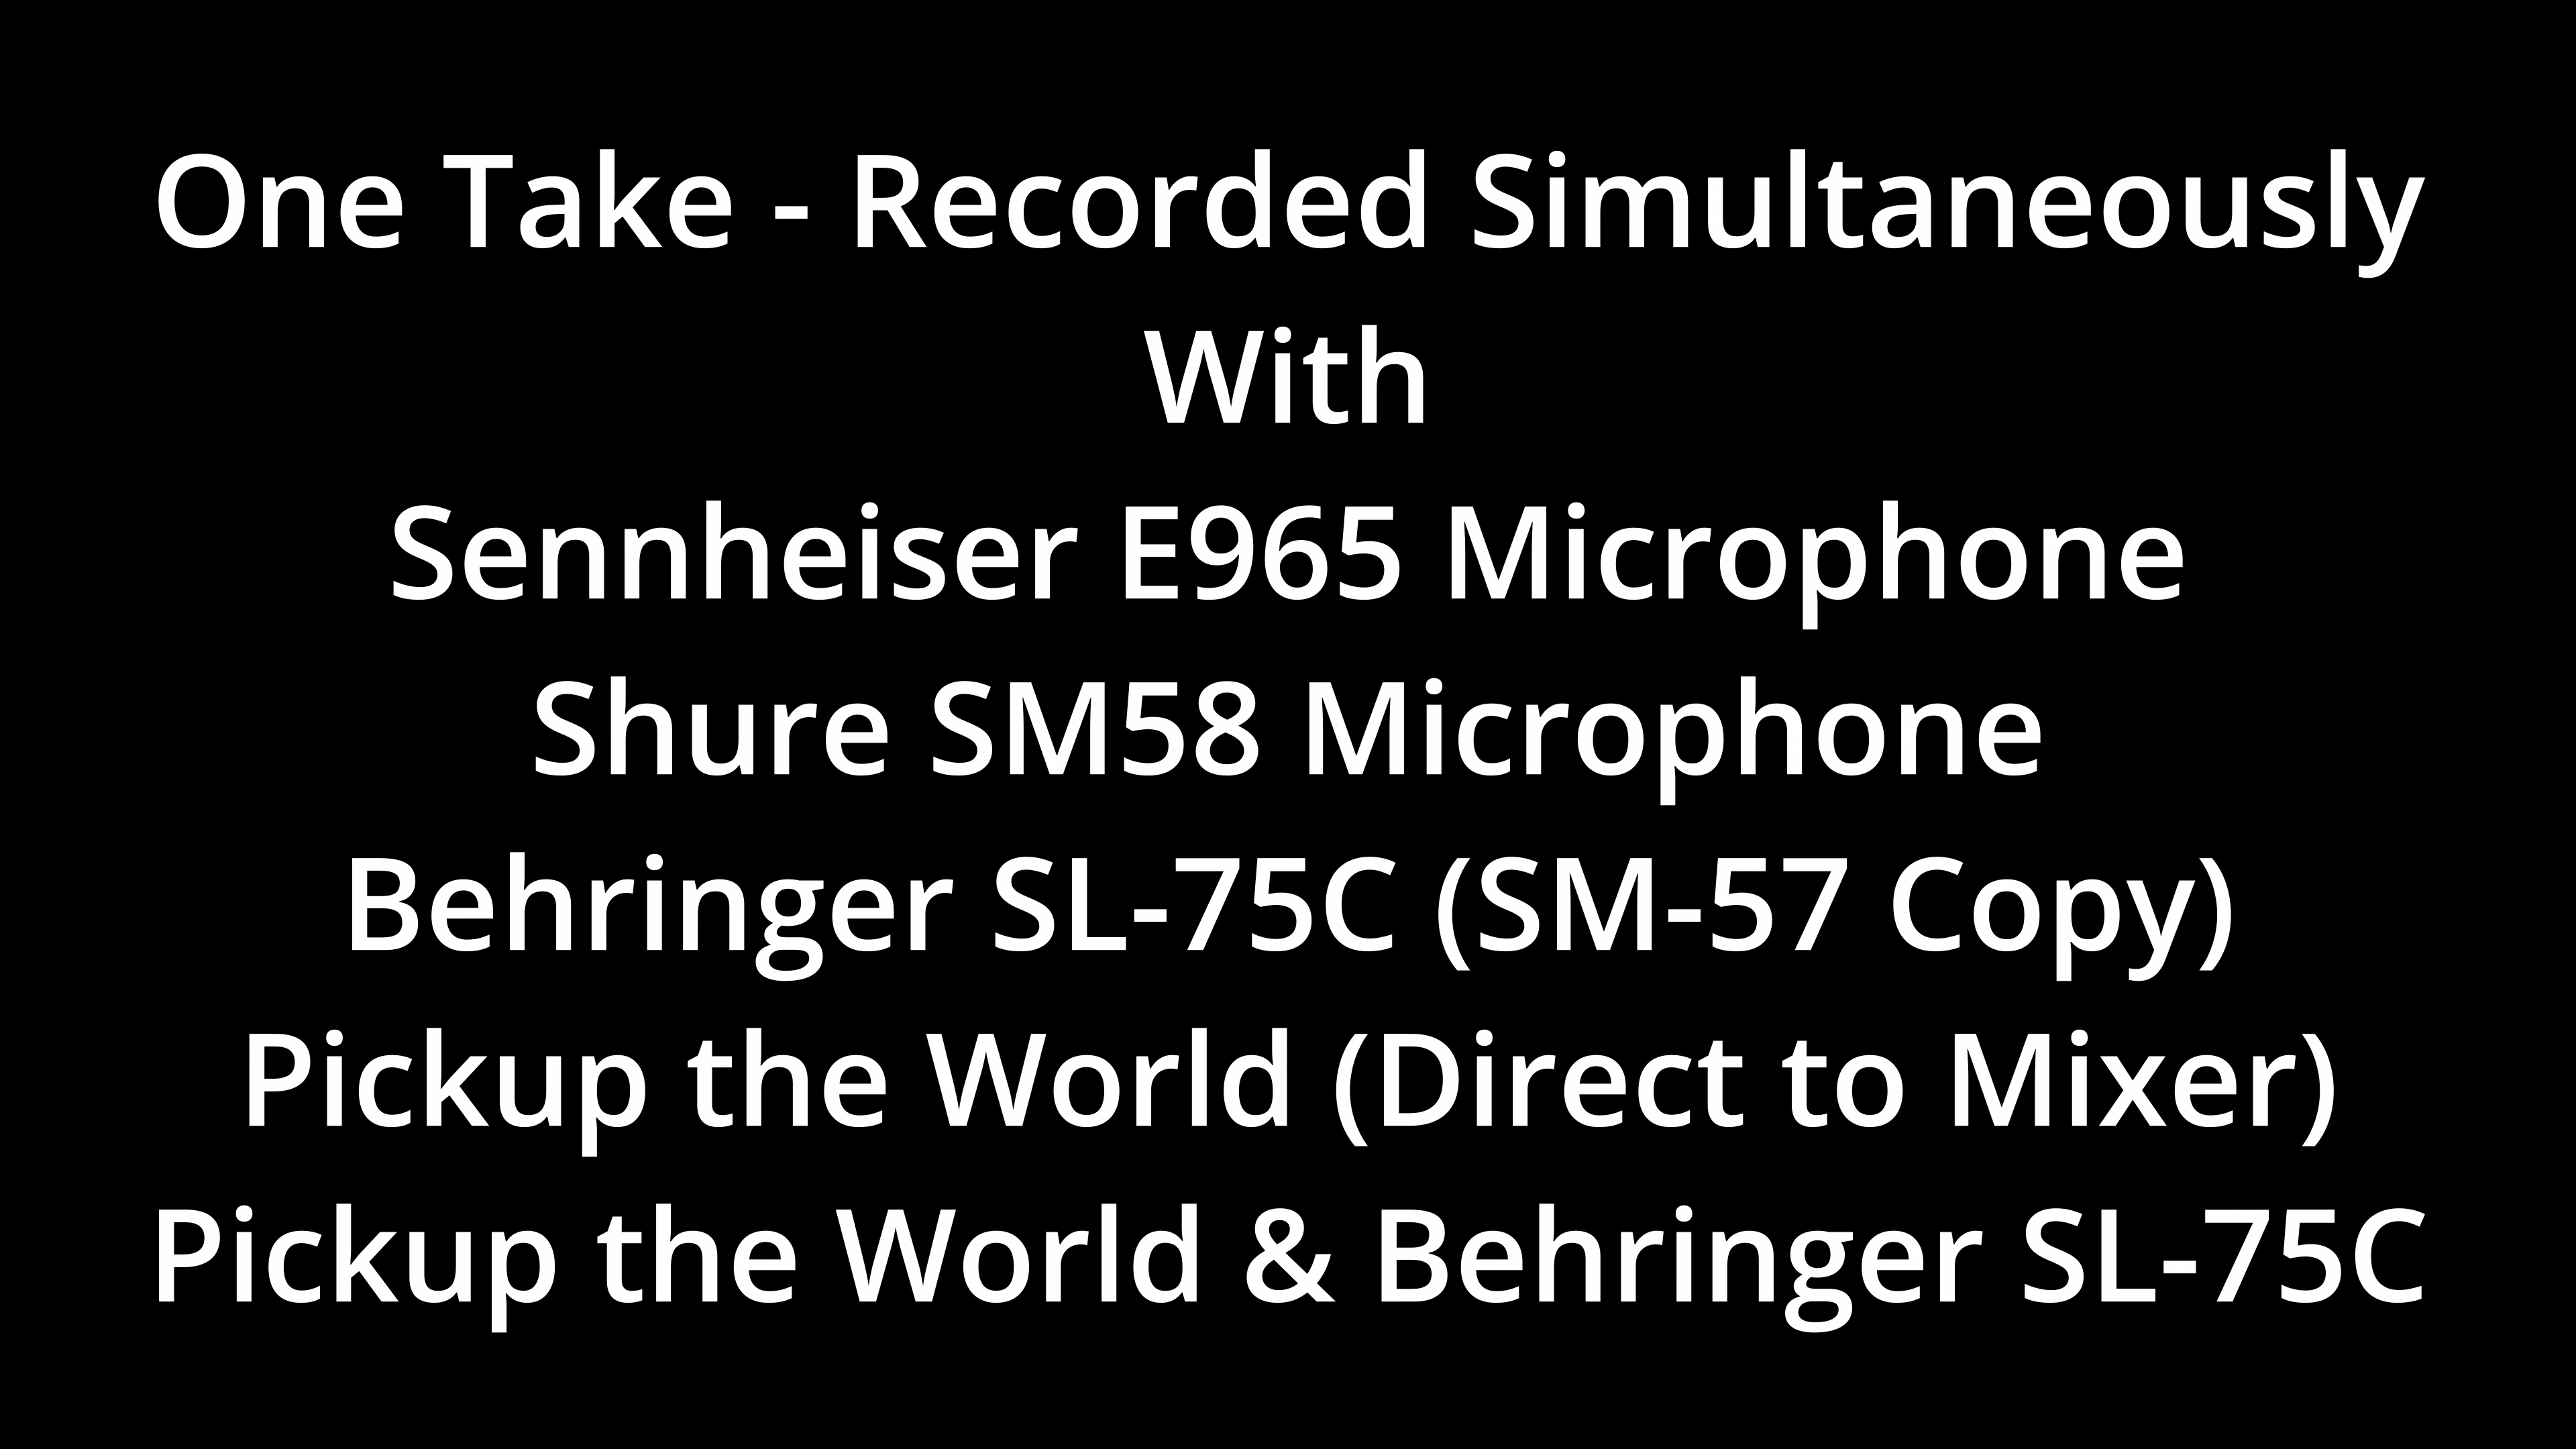 One Take - Recorded Simultaneously
With
Sennheiser E965 Microphone
Shure SM58 Microphone
Behringer SL-75C (SM-57 Copy)
Pickup the World (Direct to Mixer)
Pickup the World & Behringer SL-75C